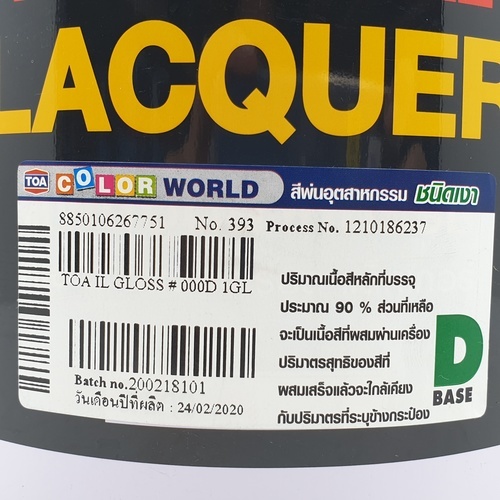 LACQUER
TOA COLOR WORLD สีพ่นอุตสาหกรรม ชนิดเงา
8850106267751 No. 393 Process No. 1210186237
TOA IL GLOSS # 000D 1GL
ปริมาณเนื้อสีหลักที่บรรจุ
ประมาณ 90 % ส่วนที่เหลือ
จะเป็นเนื้อสีที่ผสมผ่านเครื่อง
ปริมาตรสุทธิของสีที่
ผสมเสร็จแล้วจะใกล้เคียง
กับปริมาตรที่ระบุข้างกระป๋อง
D
BASE
Batch no.200218101
วันเดือนปีที่ผลิต : 24/02/2020